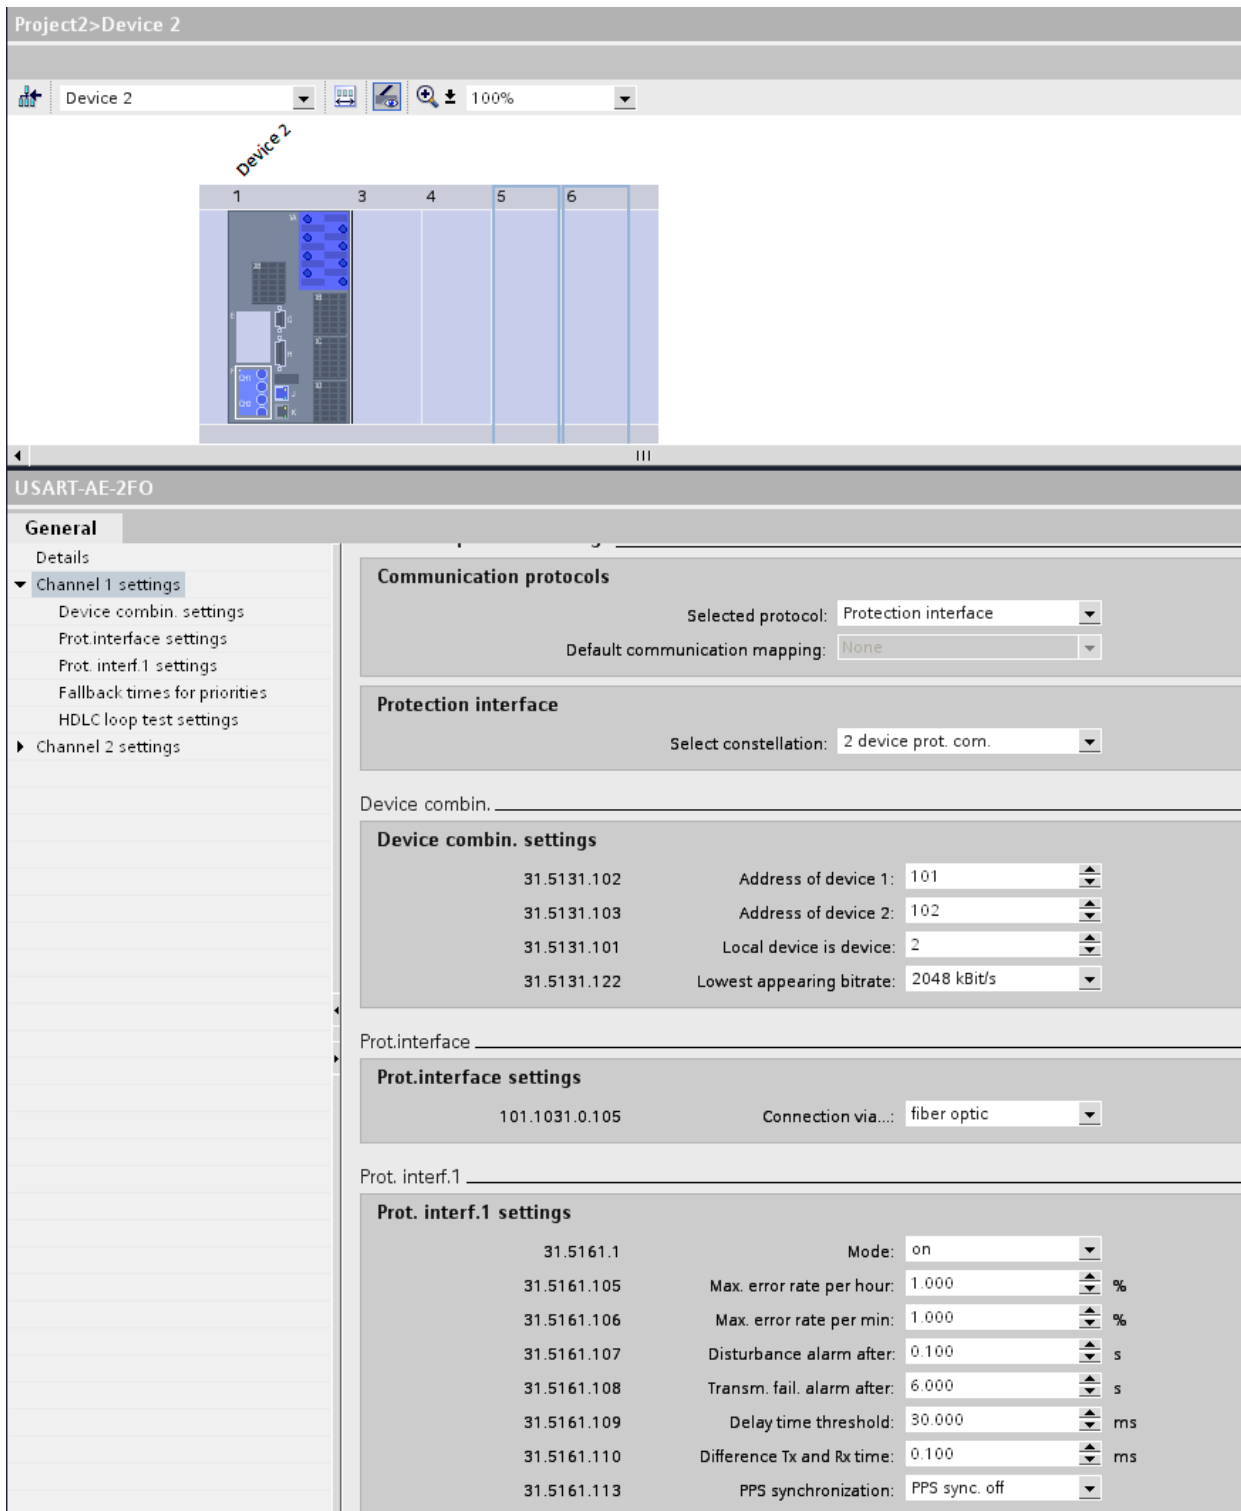 Project2>Device 2
Device 2
100%
Device 2
1 3 4 5 6
1A
CH1
CH2
J
K
USART-AE-2FO
General
Details
Channel 1 settings
Device combin. settings
Prot.interface settings
Prot. interf.1 settings
Fallback times for priorities
HDLC loop test settings
Channel 2 settings
Communication protocols
Selected protocol: Protection interface
Default communication mapping: None
Protection interface
Select constellation: 2 device prot. com.
Device combin.
Device combin. settings
31.5131.102 Address of device 1: 101
31.5131.103 Address of device 2: 102
31.5131.101 Local device is device: 2
31.5131.122 Lowest appearing bitrate: 2048 kBit/s
Prot.interface
Prot.interface settings
101.1031.0.105 Connection via...: fiber optic
Prot. interf.1
Prot. interf.1 settings
31.5161.1 Mode: on
31.5161.105 Max. error rate per hour: 1.000 %
31.5161.106 Max. error rate per min: 1.000 %
31.5161.107 Disturbance alarm after: 0.100 s
31.5161.108 Transm. fail. alarm after: 6.000 s
31.5161.109 Delay time threshold: 30.000 ms
31.5161.110 Difference Tx and Rx time: 0.100 ms
31.5161.113 PPS synchronization: PPS sync. off